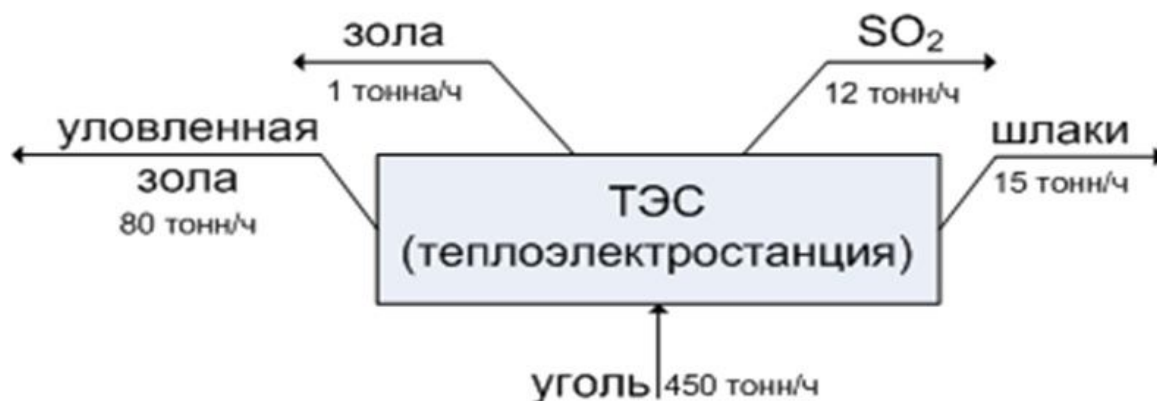 зола
1 тонна/ч
SO₂
12 тонн/ч
уловленная
зола
80 тонн/ч
шлаки
15 тонн/ч
ТЭС
(теплоэлектростанция)
уголь 450 тонн/ч